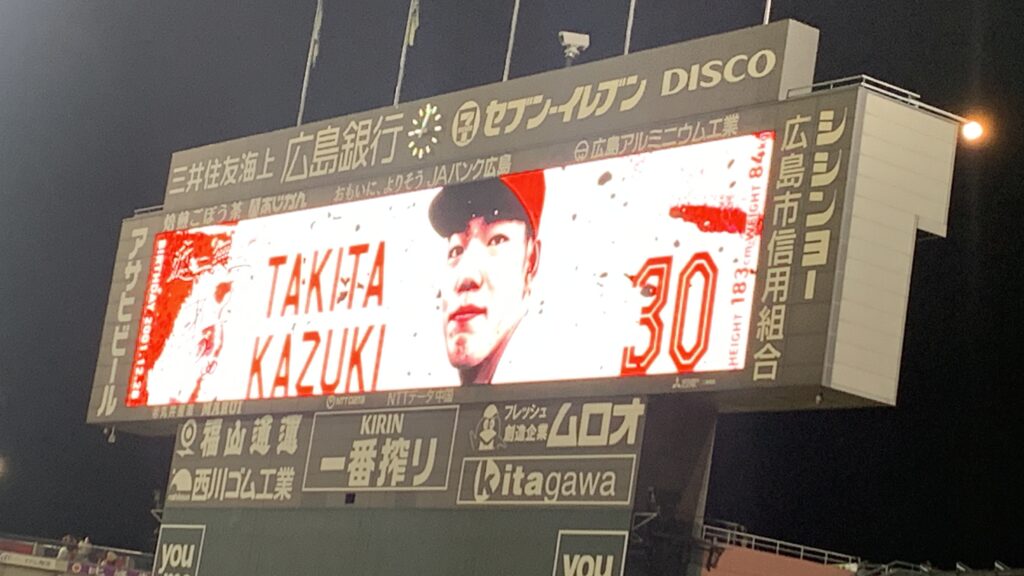 三井住友海上
広島銀行
セブン-イレブン
DISCO
おもいに、よりそう JAバンク広島
広島アルミニウム工業
アサヒビール
TAKITA
KAZUKI
30
HEIGHT 183cm/WEIGHT 84kg
シシンヨー
広島市信用組合
NTTデータ中国
福山通運
西川ゴム工業
KIRIN
一番搾り
フレッシュ
創造企業
ムロオ
Kitagawa
you
you